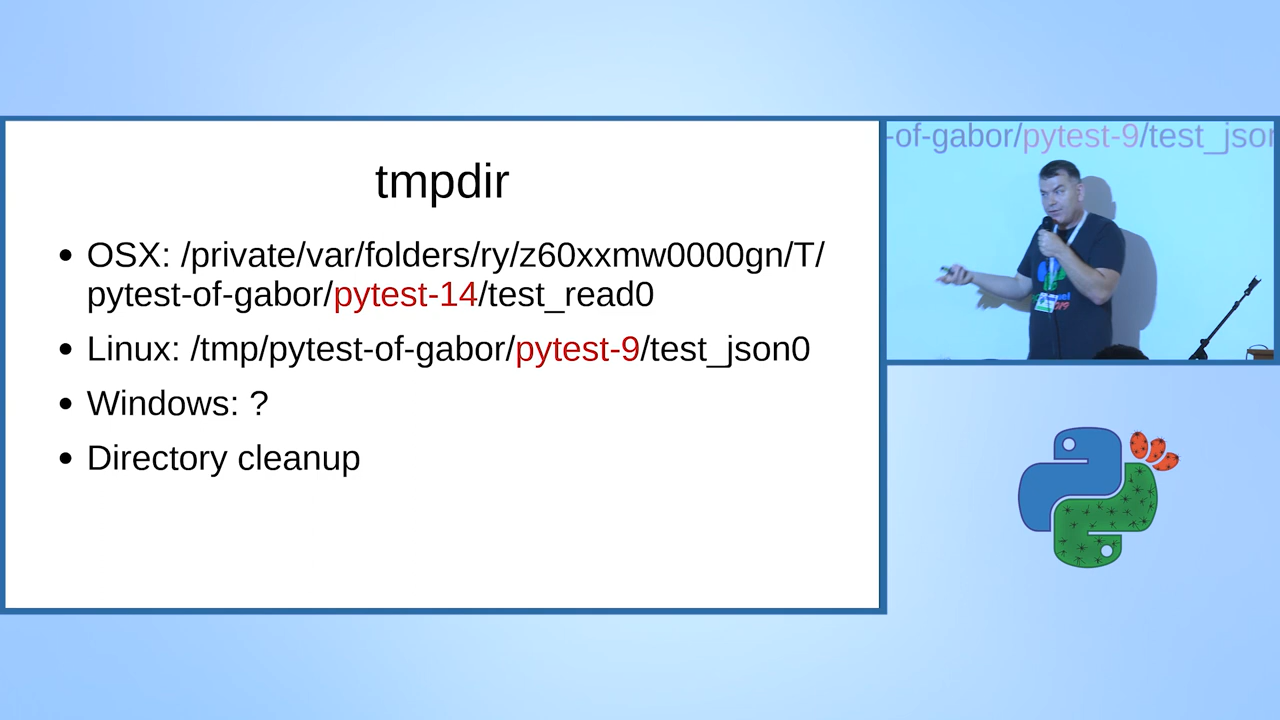 tmpdir
OSX: /private/var/folders/ry/z60xxmw0000gn/T/
pytest-of-gabor/pytest-14/test_read0
Linux: /tmp/pytest-of-gabor/pytest-9/test_json0
Windows: ?
Directory cleanup
-of-gabor/pytest-9/test_json